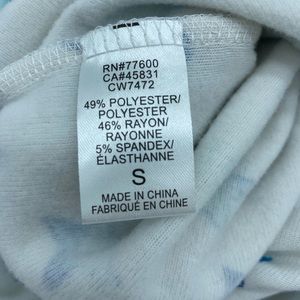 RN#77600
CA#45831
CW7472
49% POLYESTER/
POLYESTER
46% RAYON/
RAYONNE
5% SPANDEX/
ÉLASTHANNE
S
MADE IN CHINA
FABRIQUÉ EN CHINE